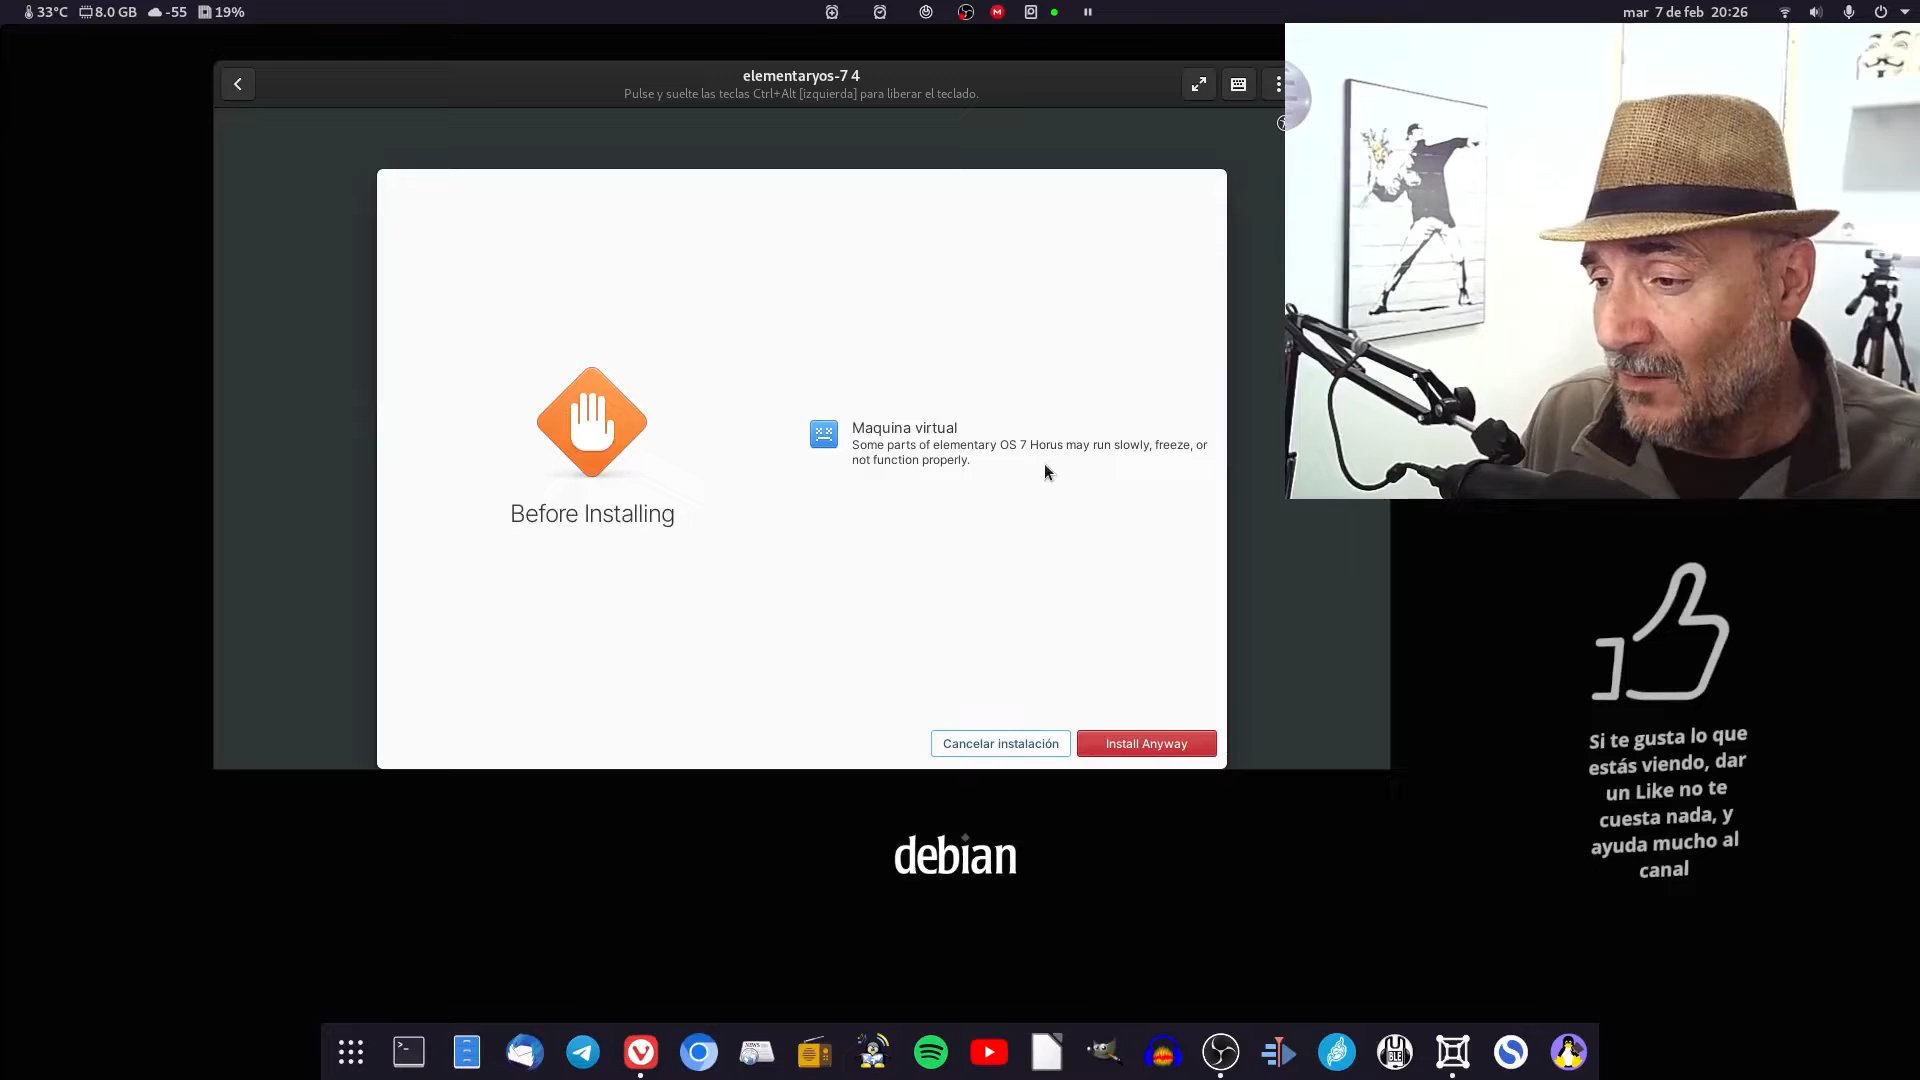 33°C 8.0 GB -55 19%
mar 7 de feb 20:26
elementaryos-7 4
Pulse y suelte las teclas Ctrl+Alt [izquierda] para liberar el teclado.
Before Installing
Maquina virtual
Some parts of elementary OS 7 Horus may run slowly, freeze, or
not function properly.
Cancelar instalación
Install Anyway
Si te gusta lo que
estás viendo, dar
un Like no te
cuesta nada, y
ayuda mucho al
canal
debian
NEWS
BLE